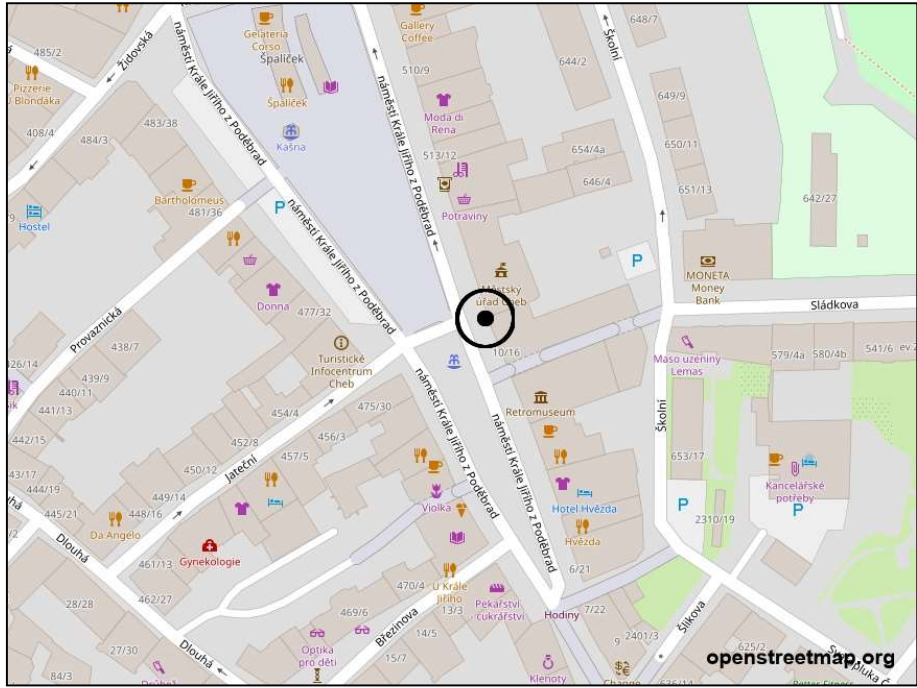 Gelateria
Corso
Špalíček
Špalíček
Kašna
Gallery
Coffee
510/9
Moda di
Rena
513/12
Potraviny
Městský
úřad Cheb
10/16
náměstí Krále Jiřího z Poděbrad
náměstí Krále Jiřího z Poděbrad
náměstí Krále Jiřího z Poděbrad
náměstí Krále Jiřího z Poděbrad
náměstí Krále Jiřího z Poděbrad
Školní
Školní
648/7
644/2
649/9
650/11
654/4a
646/4
651/13
642/27
P
MONETA
Money
Bank
Sládkova
Maso uzeniny
Lemas
579/4a
580/4b
541/6
653/17
P
2310/19
Kancelářské
potřeby
P
485/2
Židovská
Pizzerie
U Blonďáka
408/4
484/3
483/38
Hostel
Bartholomeus
481/36
P
Donna
477/32
Provaznická
438/7
439/9
440/11
441/13
442/15
444/19
445/21
Turistické
Infocentrum
Cheb
454/4
475/30
452/8
456/3
457/5
450/12
449/14
448/16
Jateční
Da Angelo
Gynekologie
461/13
462/27
Dlouhá
Dlouhá
28/28
27/30
84/3
Violka
Retromuseum
Hotel Hvězda
Hvězda
6/21
7/22
Hodiny
U Krále
Jiřího
470/4
469/6
13/3
14/5
15/7
Březinova
Pekařství
cukrářství
Optika
pro děti
Klenoty
2401/3
9
Change
Šlikova
625/2
openstreetmap.org